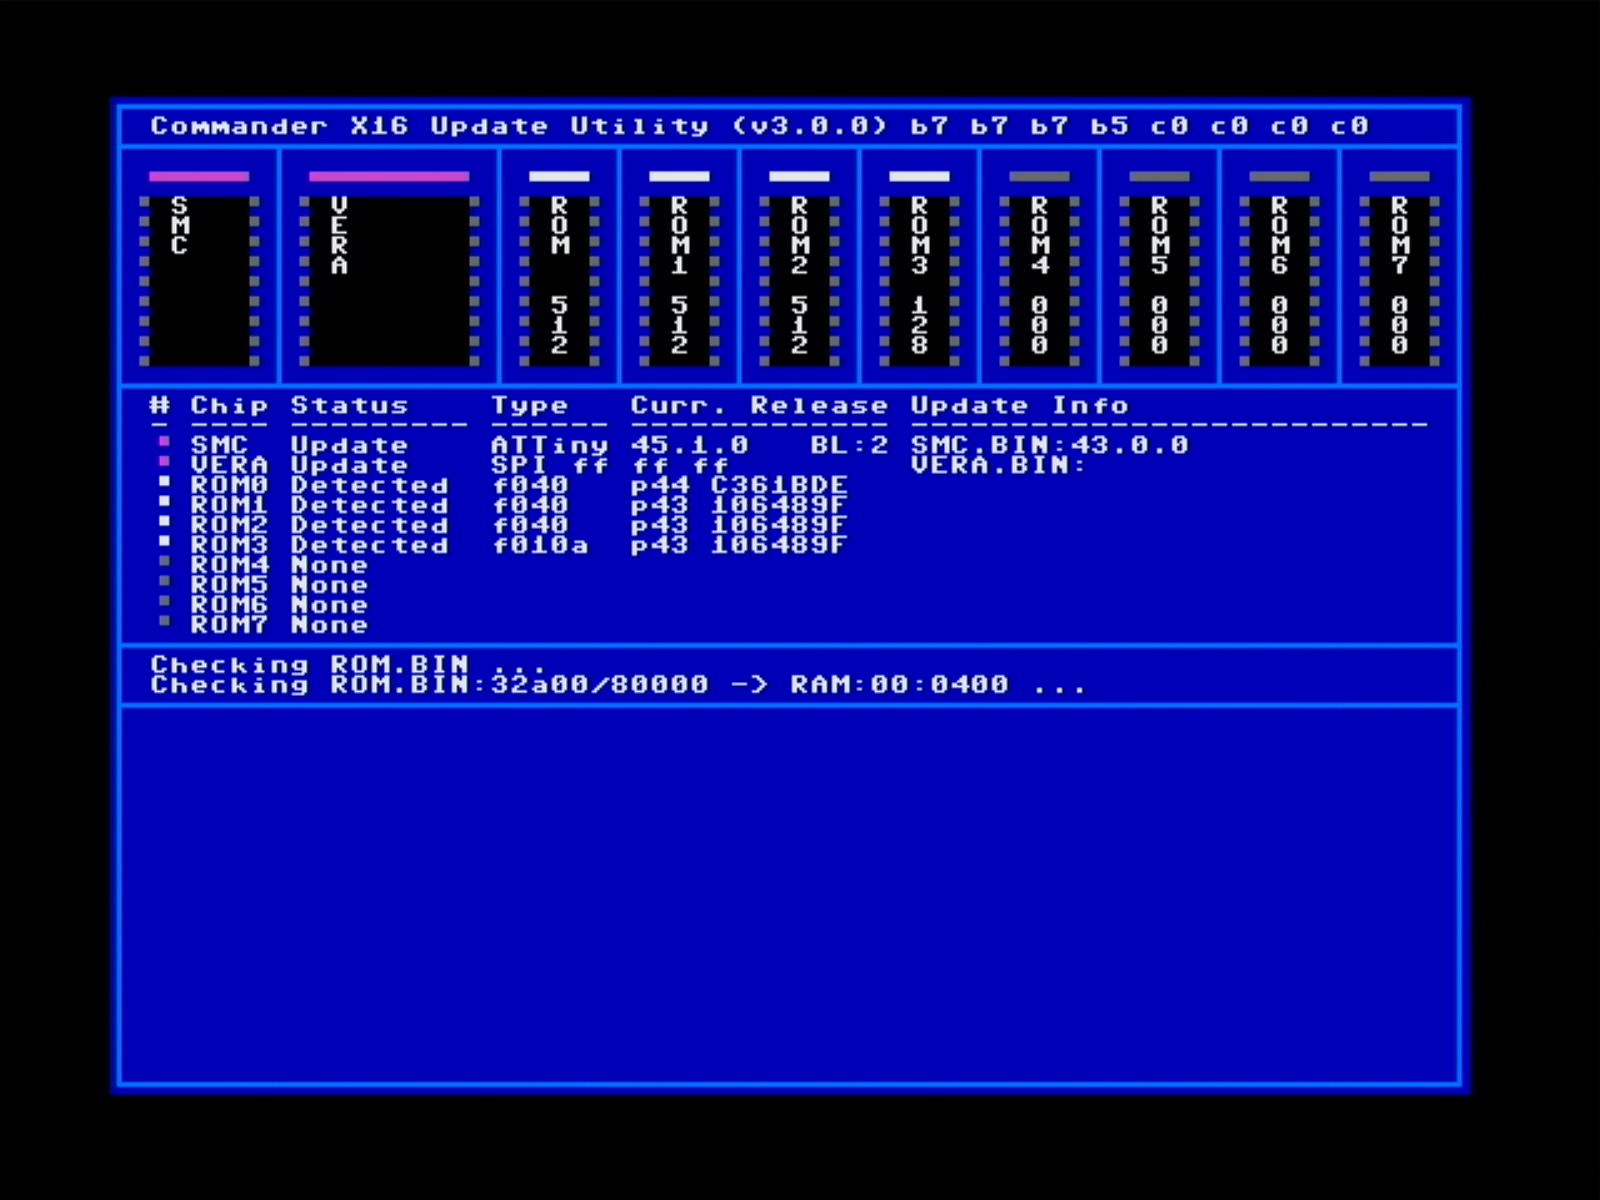 Commander X16 Update Utility (v3.0.0) b7 b7 b7 b5 c0 c0 c0 c0
SMC
VERA
ROM 512
ROM1 512
ROM2 512
ROM3 128
ROM4 000
ROM5 000
ROM6 000
ROM7 000
# Chip Status Type Curr. Release Update Info
- ---- --------- ------ ------------- --------------------------
SMC Update ATTiny 45.1.0 BL:2 SMC.BIN:43.0.0
VERA Update SPI ff ff ff VERA.BIN:
ROM0 Detected f040 p44 C361BDE
ROM1 Detected f040 p43 106489F
ROM2 Detected f040 p43 106489F
ROM3 Detected f010a p43 106489F
ROM4 None
ROM5 None
ROM6 None
ROM7 None
Checking ROM.BIN ...
Checking ROM.BIN:32a00/80000 -> RAM:00:0400 ...